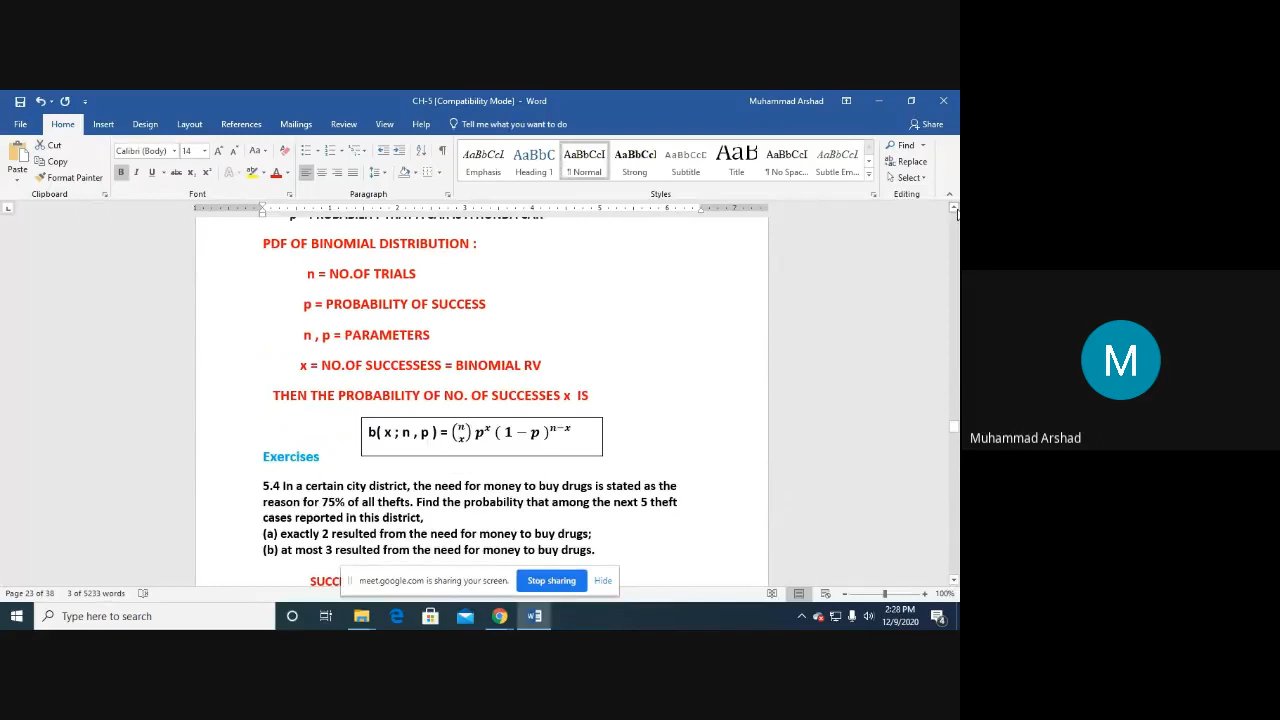 CH-5 [Compatibility Mode] - Word
Muhammad Arshad
File Home Insert Design Layout References Mailings Review View Help Tell me what you want to do Share
Paste
Cut
Copy
Format Painter
Clipboard
Calibri (Body) 14
Font
Paragraph
AaBbCcI AaBbC AaBbCcI AaBbCcI AaBbCcD AaB AaBbCcI AaBbCcI
Emphasis Heading 1 ¶ Normal Strong Subtitle Title ¶ No Spac... Subtle Em...
Styles
Find
Replace
Select
Editing
PDF OF BINOMIAL DISTRIBUTION :
n = NO.OF TRIALS
p = PROBABILITY OF SUCCESS
n , p = PARAMETERS
x = NO.OF SUCCESSESS = BINOMIAL RV
THEN THE PROBABILITY OF NO. OF SUCCESSES x IS
b( x ; n , p ) = (n x) p^x ( 1 − p )^{n−x}
Exercises
5.4 In a certain city district, the need for money to buy drugs is stated as the
reason for 75% of all thefts. Find the probability that among the next 5 theft
cases reported in this district,
(a) exactly 2 resulted from the need for money to buy drugs;
(b) at most 3 resulted from the need for money to buy drugs.
SUCC
meet.google.com is sharing your screen. Stop sharing Hide
Page 23 of 38 3 of 5233 words 100%
Type here to search
2:28 PM
12/9/2020
4
M
Muhammad Arshad